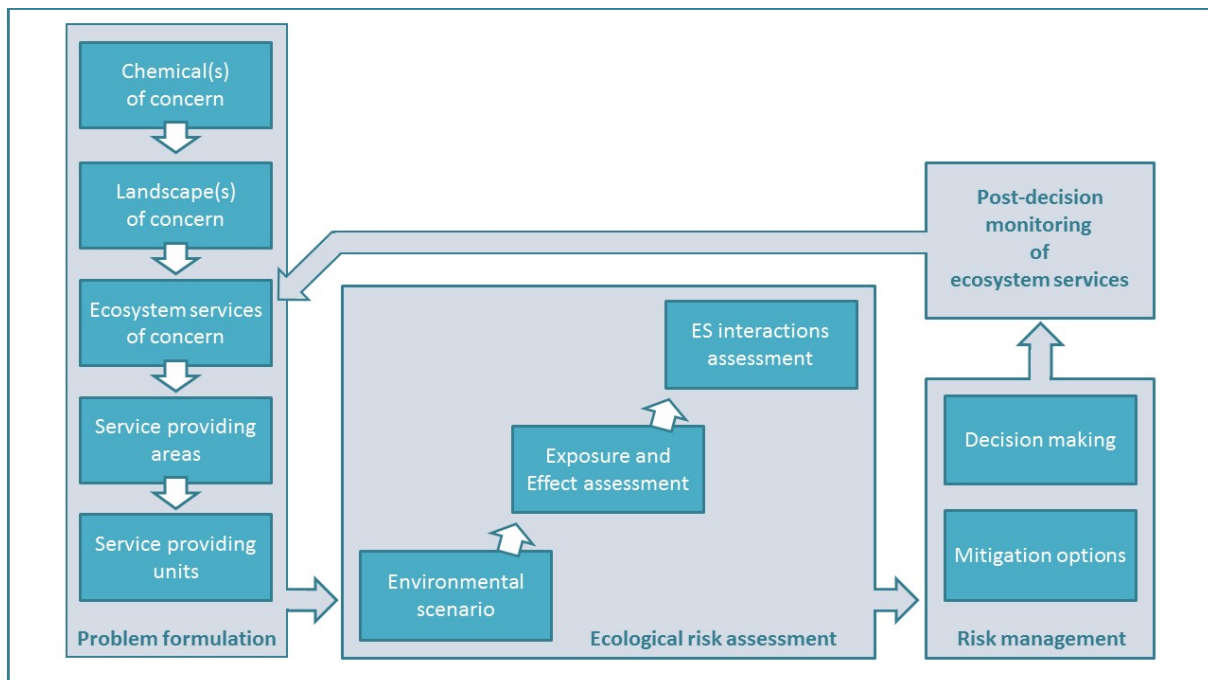 Chemical(s)
of concern
Landscape(s)
of concern
Ecosystem services
of concern
Service providing
areas
Service providing
units
Problem formulation
Environmental
scenario
Exposure and
Effect assessment
ES interactions
assessment
Ecological risk assessment
Decision making
Mitigation options
Risk management
Post-decision
monitoring
of
ecosystem services